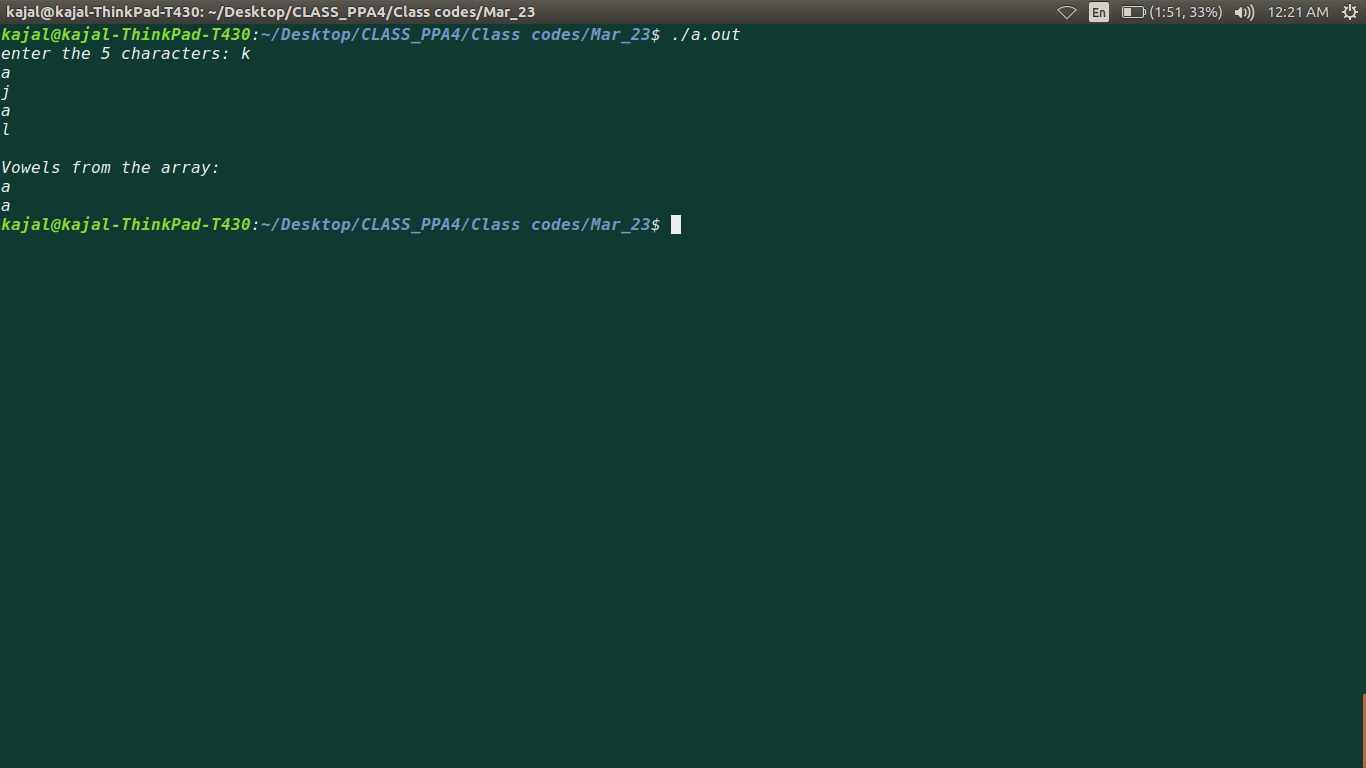 kajal@kajal-ThinkPad-T430: ~/Desktop/CLASS_PPA4/Class codes/Mar_23 En (1:51, 33%) 12:21 AM
kajal@kajal-ThinkPad-T430:~/Desktop/CLASS_PPA4/Class codes/Mar_23$ ./a.out
enter the 5 characters: k
a
j
a
l
Vowels from the array:
a
a
kajal@kajal-ThinkPad-T430:~/Desktop/CLASS_PPA4/Class codes/Mar_23$